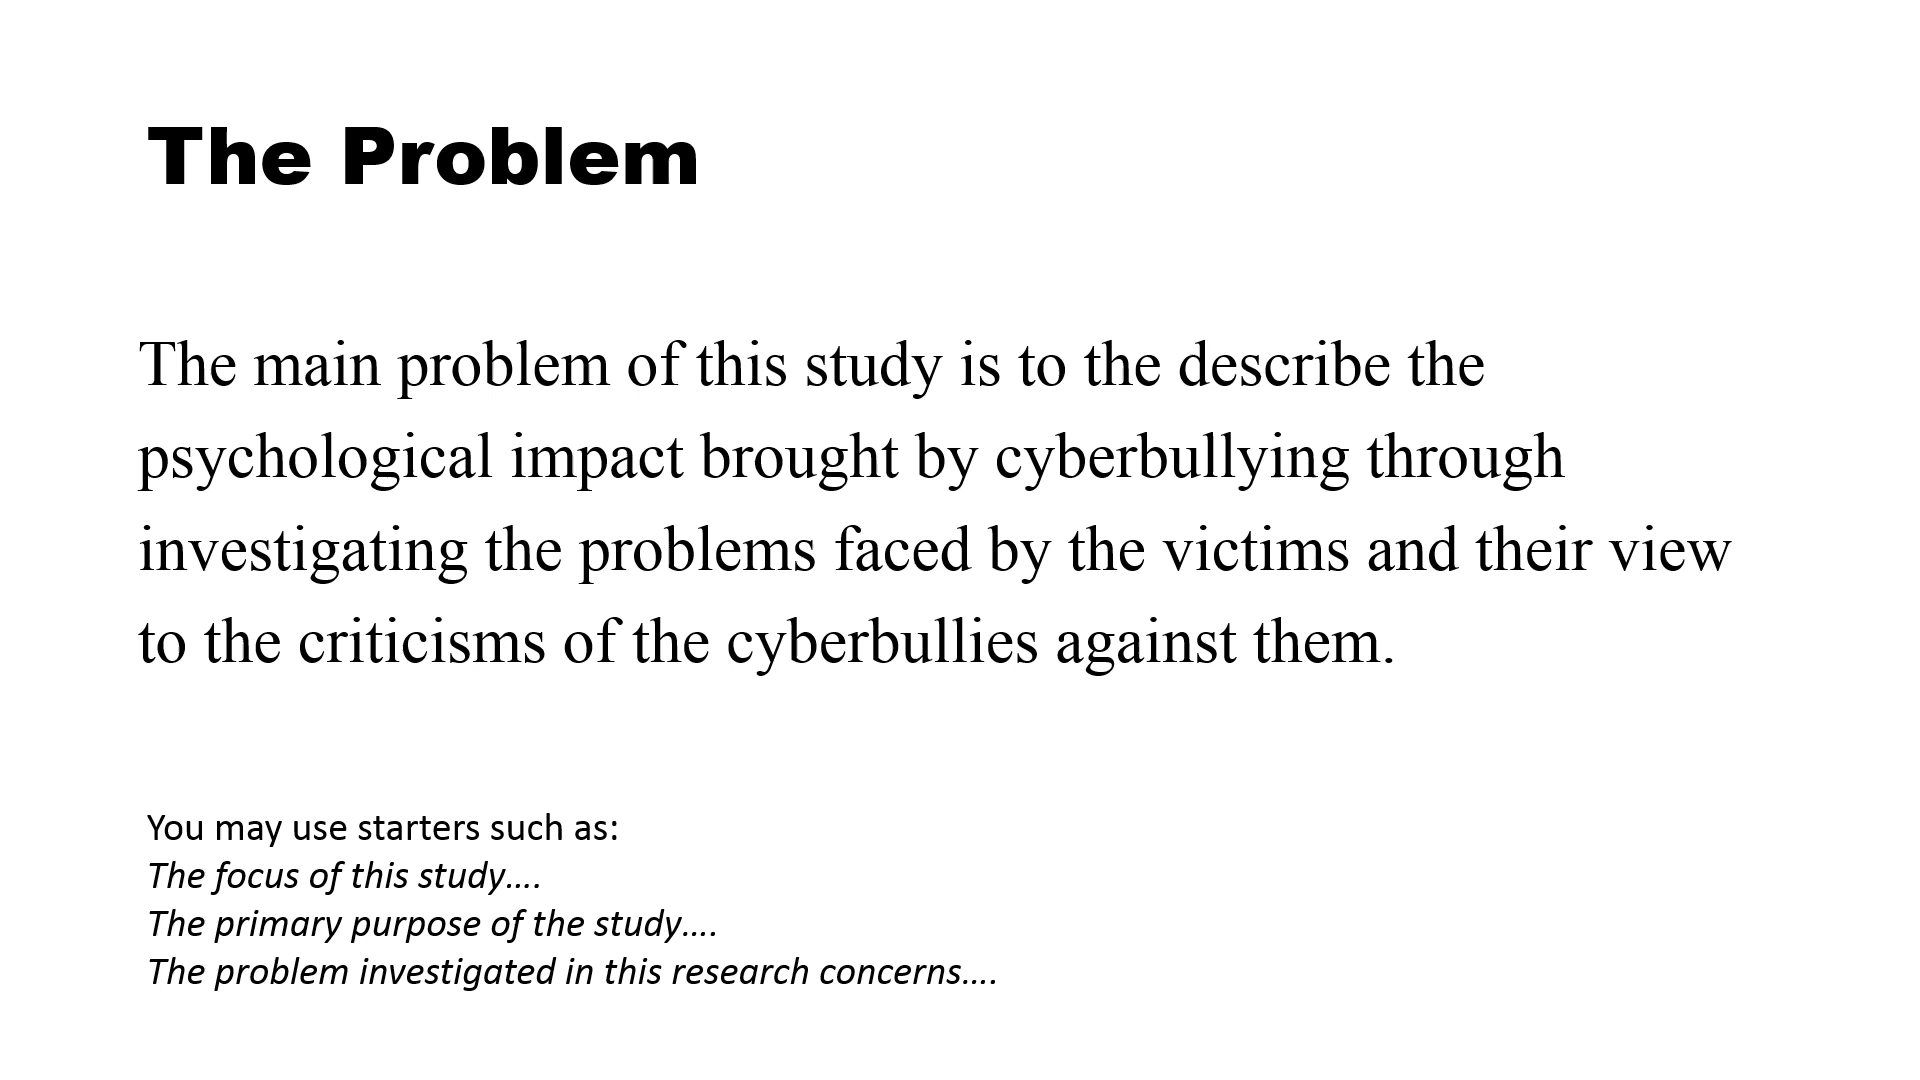 The Problem
The main problem of this study is to the describe the
psychological impact brought by cyberbullying through
investigating the problems faced by the victims and their view
to the criticisms of the cyberbullies against them.
You may use starters such as:
The focus of this study….
The primary purpose of the study….
The problem investigated in this research concerns….